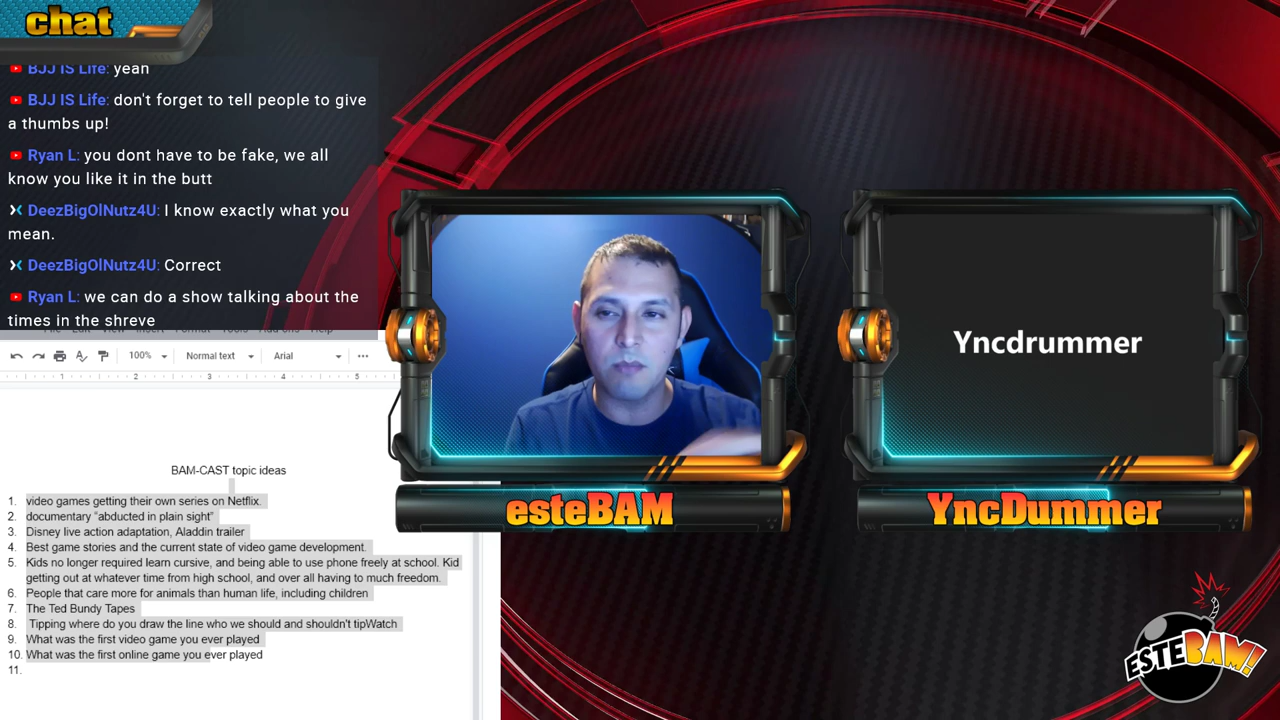 chat
BJJ IS Life: yeah
BJJ IS Life: don't forget to tell people to give
a thumbs up!
Ryan L: you dont have to be fake, we all
know you like it in the butt
DeezBigOlNutz4U: I know exactly what you
mean.
DeezBigOlNutz4U: Correct
Ryan L: we can do a show talking about the
times in the shreve
100% Normal text Arial
1 2 3 4 5
BAM-CAST topic ideas
1. video games getting their own series on Netflix.
2. documentary "abducted in plain sight"
3. Disney live action adaptation, Aladdin trailer
4. Best game stories and the current state of video game development.
5. Kids no longer required learn cursive, and being able to use phone freely at school. Kid
getting out at whatever time from high school, and over all having to much freedom.
6. People that care more for animals than human life, including children
7. The Ted Bundy Tapes
8. Tipping where do you draw the line who we should and shouldn't tipWatch
9. What was the first video game you ever played
10. What was the first online game you ever played
11.
esteBAM
Yncdrummer
YncDummer
ESTEBAM!